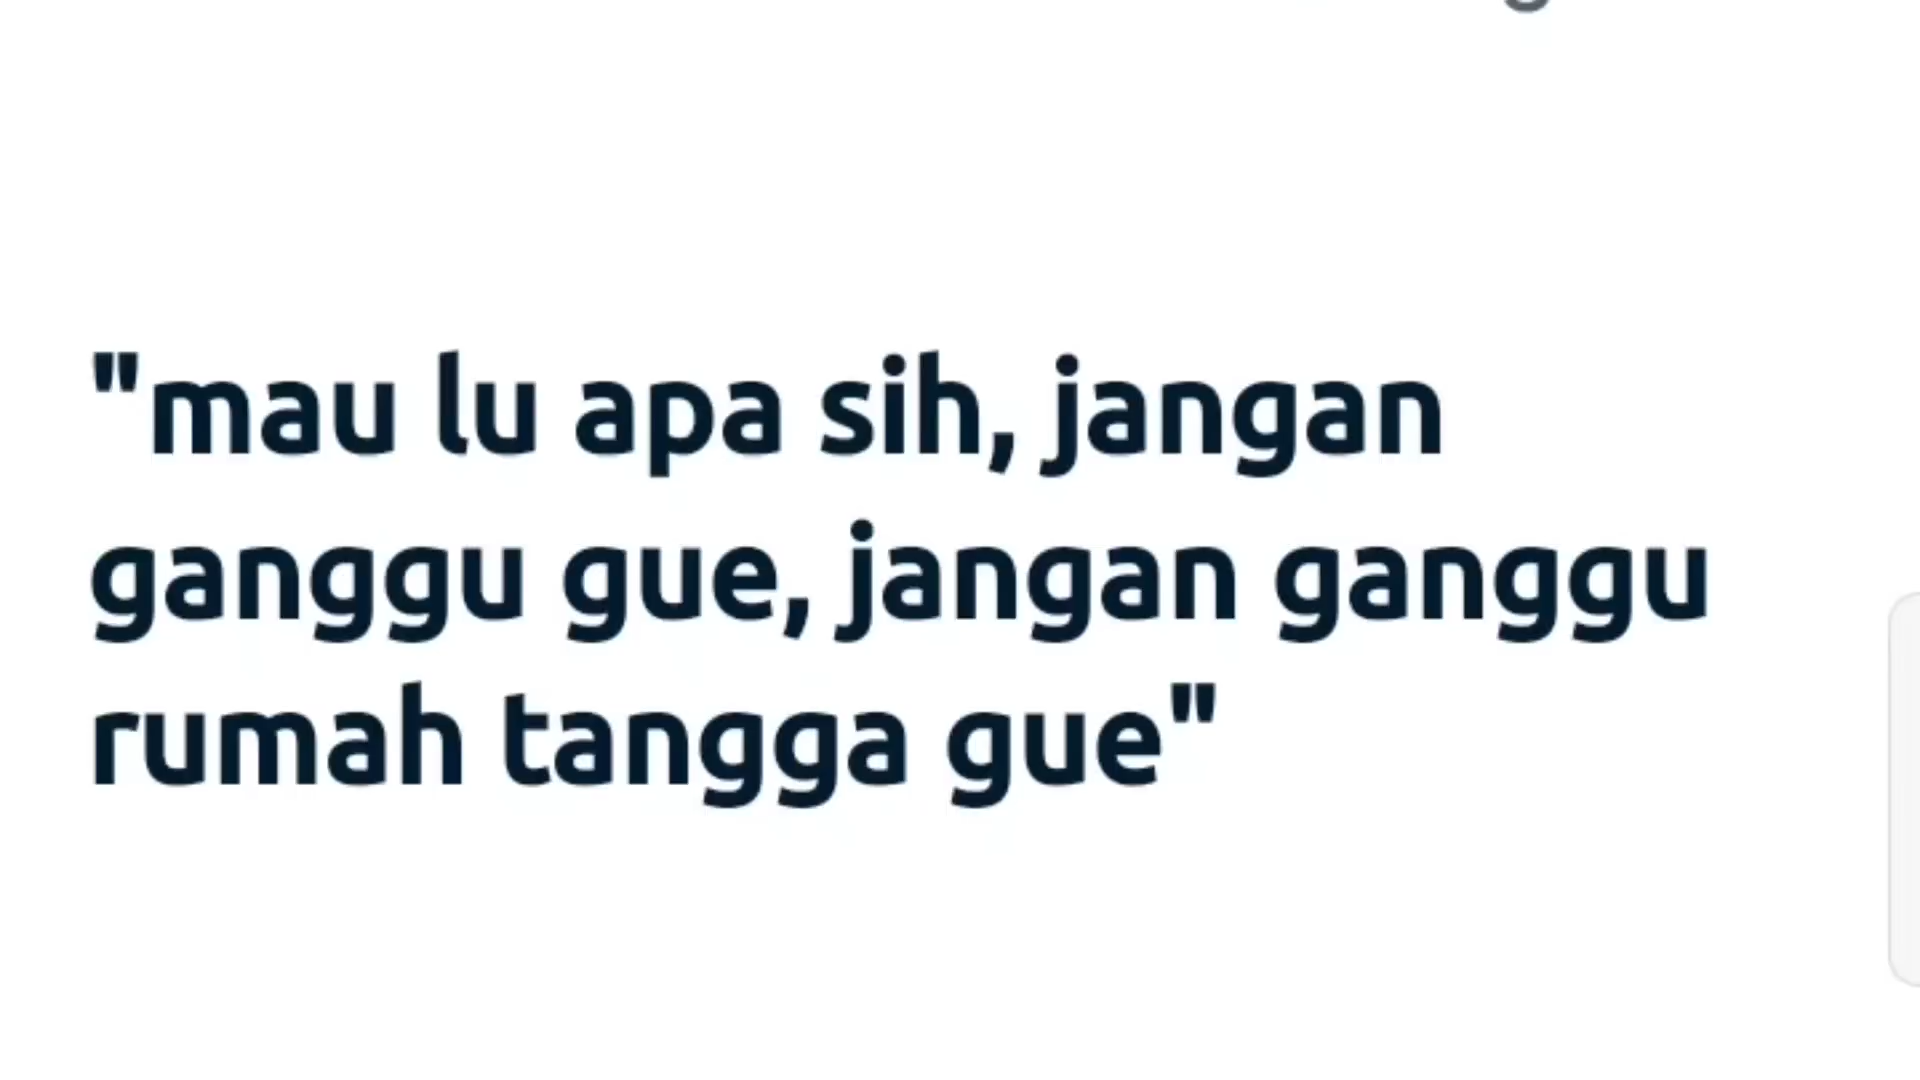 "mau lu apa sih, jangan
ganggu gue, jangan ganggu
rumah tangga gue"